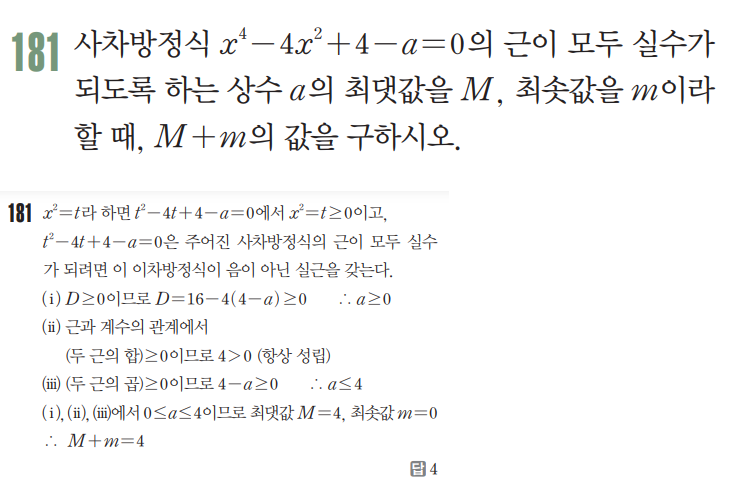 181 사차방정식 x⁴－4x²＋4－a＝0의 근이 모두 실수가
되도록 하는 상수 a의 최댓값을 M, 최솟값을 m이라
할 때, M＋m의 값을 구하시오.
181 x²＝t라 하면 t²－4t＋4－a＝0에서 x²＝t≥0이고,
t²－4t＋4－a＝0은 주어진 사차방정식의 근이 모두 실수
가 되려면 이 이차방정식이 음이 아닌 실근을 갖는다.
(ⅰ) D≥0이므로 D＝16－4(4－a)≥0 ∴ a≥0
(ⅱ) 근과 계수의 관계에서
(두 근의 합)≥0이므로 4＞0 (항상 성립)
(ⅲ) (두 근의 곱)≥0이므로 4－a≥0 ∴ a≤4
(ⅰ), (ⅱ), (ⅲ)에서 0≤a≤4이므로 최댓값 M＝4, 최솟값 m＝0
∴ M＋m＝4
답 4